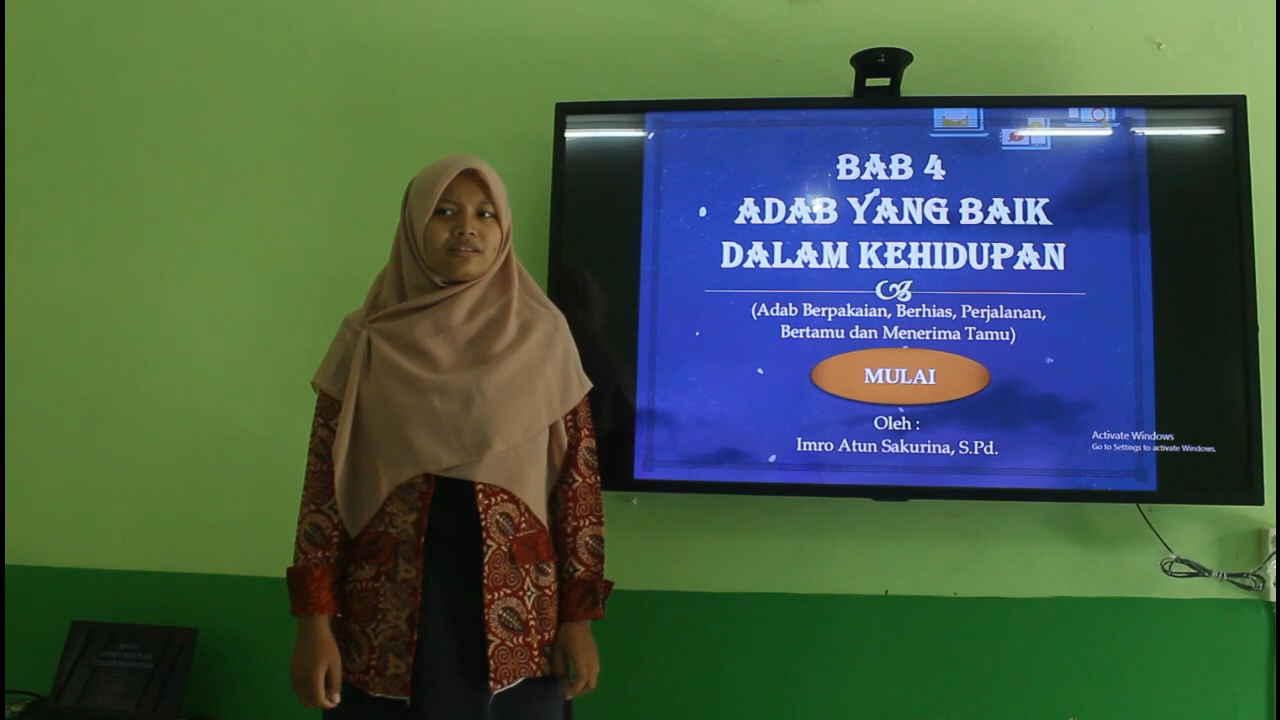 BAB 4
ADAB YANG BAIK
DALAM KEHIDUPAN
(Adab Berpakaian, Berhias, Perjalanan,
Bertamu dan Menerima Tamu)
MULAI
Oleh :
Imro Atun Sakurina, S.Pd.
Activate Windows
Go to Settings to activate Windows.